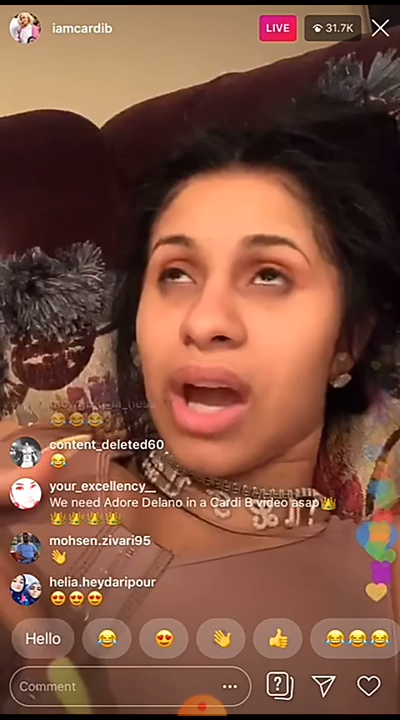 iamcardib
LIVE
31.7K
content_deleted60
😂
your_excellency__
We need Adore Delano in a Cardi B video asap👑
👑👑👑👑
mohsen.zivari95
👋
helia.heydaripour
😍😍😍
Hello
😂
😍
👋
👍
😂😂😂
Comment